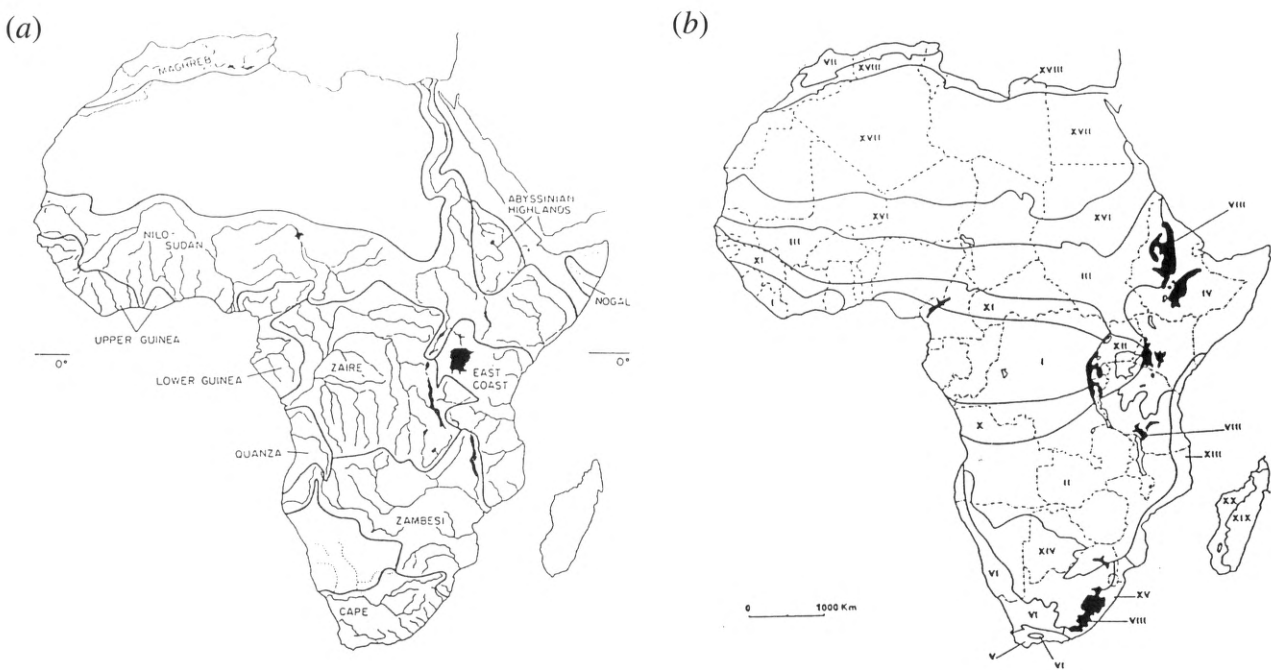 (a)
MAGHREB
ABYSSINIAN
HIGHLANDS
NILO-
SUDAN
NOGAL
UPPER GUINEA
0°
0°
LOWER GUINEA
ZAIRE
EAST
COAST
QUANZA
ZAMBESI
CAPE
(b)
VII
XVIII
XVIII
XVII
XVII
XVI
XVI
VIII
III
III
XI
I
IV
XI
XII
I
X
VIII
XIII
II
XX
XIX
XIV
VI
XV
VI
VIII
V
VI
0
1000 Km